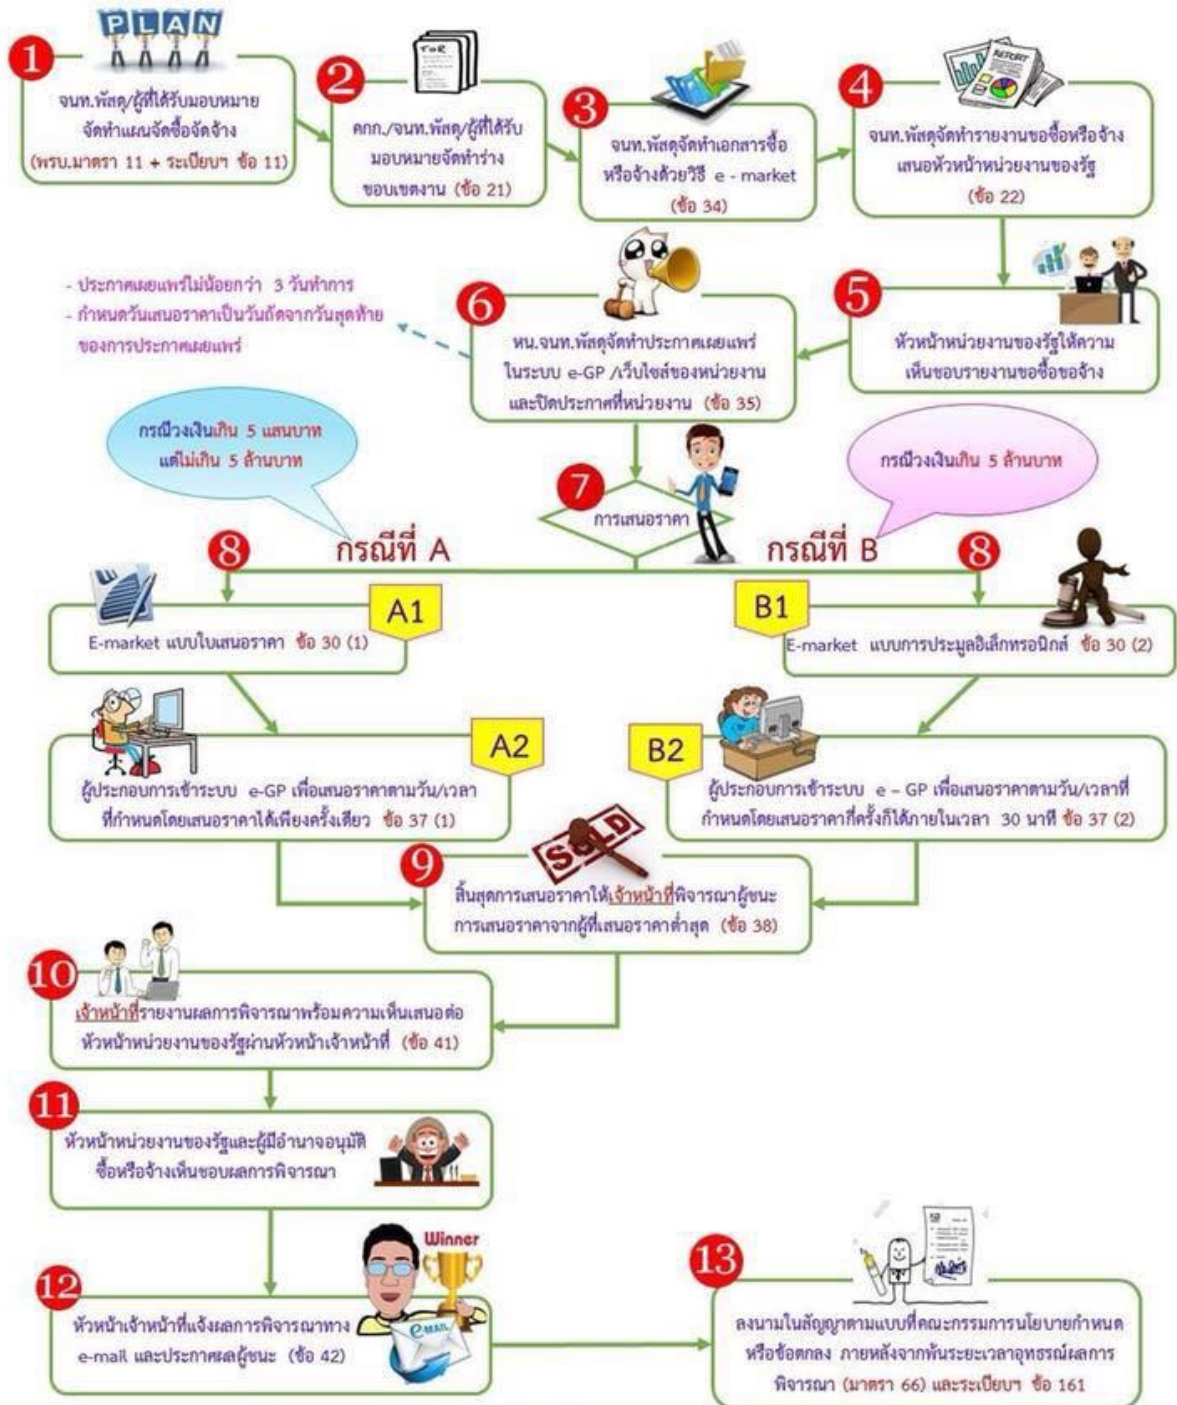 PLAN
1
จนท.พัสดุ/ผู้ที่ได้รับมอบหมาย
จัดทำแผนจัดซื้อจัดจ้าง
(พรบ.มาตรา 11 + ระเบียบฯ ข้อ 11)
TOR
2
คกก./จนท.พัสดุ/ผู้ที่ได้รับ
มอบหมายจัดทำร่าง
ขอบเขตงาน (ข้อ 21)
3
จนท.พัสดุจัดทำเอกสารซื้อ
หรือจ้างด้วยวิธี e - market
(ข้อ 34)
REPORT
4
จนท.พัสดุจัดทำรายงานขอซื้อหรือจ้าง
เสนอหัวหน้าหน่วยงานของรัฐ
(ข้อ 22)
5
หัวหน้าหน่วยงานของรัฐให้ความ
เห็นชอบรายงานขอซื้อขอจ้าง
6
หน.จนท.พัสดุจัดทำประกาศเผยแพร่
ในระบบ e-GP /เว็บไซส์ของหน่วยงาน
และปิดประกาศที่หน่วยงาน (ข้อ 35)
- ประกาศเผยแพร่ไม่น้อยกว่า 3 วันทำการ
- กำหนดวันเสนอราคาเป็นวันถัดจากวันสุดท้าย
ของการประกาศเผยแพร่
กรณีวงเงินเกิน 5 แสนบาท
แต่ไม่เกิน 5 ล้านบาท
7
การเสนอราคา
กรณีวงเงินเกิน 5 ล้านบาท
8
กรณีที่ A
กรณีที่ B
8
A1
E-market แบบใบเสนอราคา ข้อ 30 (1)
B1
E-market แบบการประมูลอิเล็กทรอนิกส์ ข้อ 30 (2)
A2
ผู้ประกอบการเข้าระบบ e-GP เพื่อเสนอราคาตามวัน/เวลา
ที่กำหนดโดยเสนอราคาได้เพียงครั้งเดียว ข้อ 37 (1)
B2
ผู้ประกอบการเข้าระบบ e – GP เพื่อเสนอราคาตามวัน/เวลาที่
กำหนดโดยเสนอราคากี่ครั้งก็ได้ภายในเวลา 30 นาที ข้อ 37 (2)
SOLD
9
สิ้นสุดการเสนอราคาให้เจ้าหน้าที่พิจารณาผู้ชนะ
การเสนอราคาจากผู้ที่เสนอราคาต่ำสุด (ข้อ 38)
10
เจ้าหน้าที่รายงานผลการพิจารณาพร้อมความเห็นเสนอต่อ
หัวหน้าหน่วยงานของรัฐผ่านหัวหน้าเจ้าหน้าที่ (ข้อ 41)
11
หัวหน้าหน่วยงานของรัฐและผู้มีอำนาจอนุมัติ
ซื้อหรือจ้างเห็นชอบผลการพิจารณา
Winner
12
หัวหน้าเจ้าหน้าที่แจ้งผลการพิจารณาทาง
e-mail และประกาศผลผู้ชนะ (ข้อ 42)
e-MAIL
13
ลงนามในสัญญาตามแบบที่คณะกรรมการนโยบายกำหนด
หรือข้อตกลง ภายหลังจากพ้นระยะเวลาอุทธรณ์ผลการ
พิจารณา (มาตรา 66) และระเบียบฯ ข้อ 161